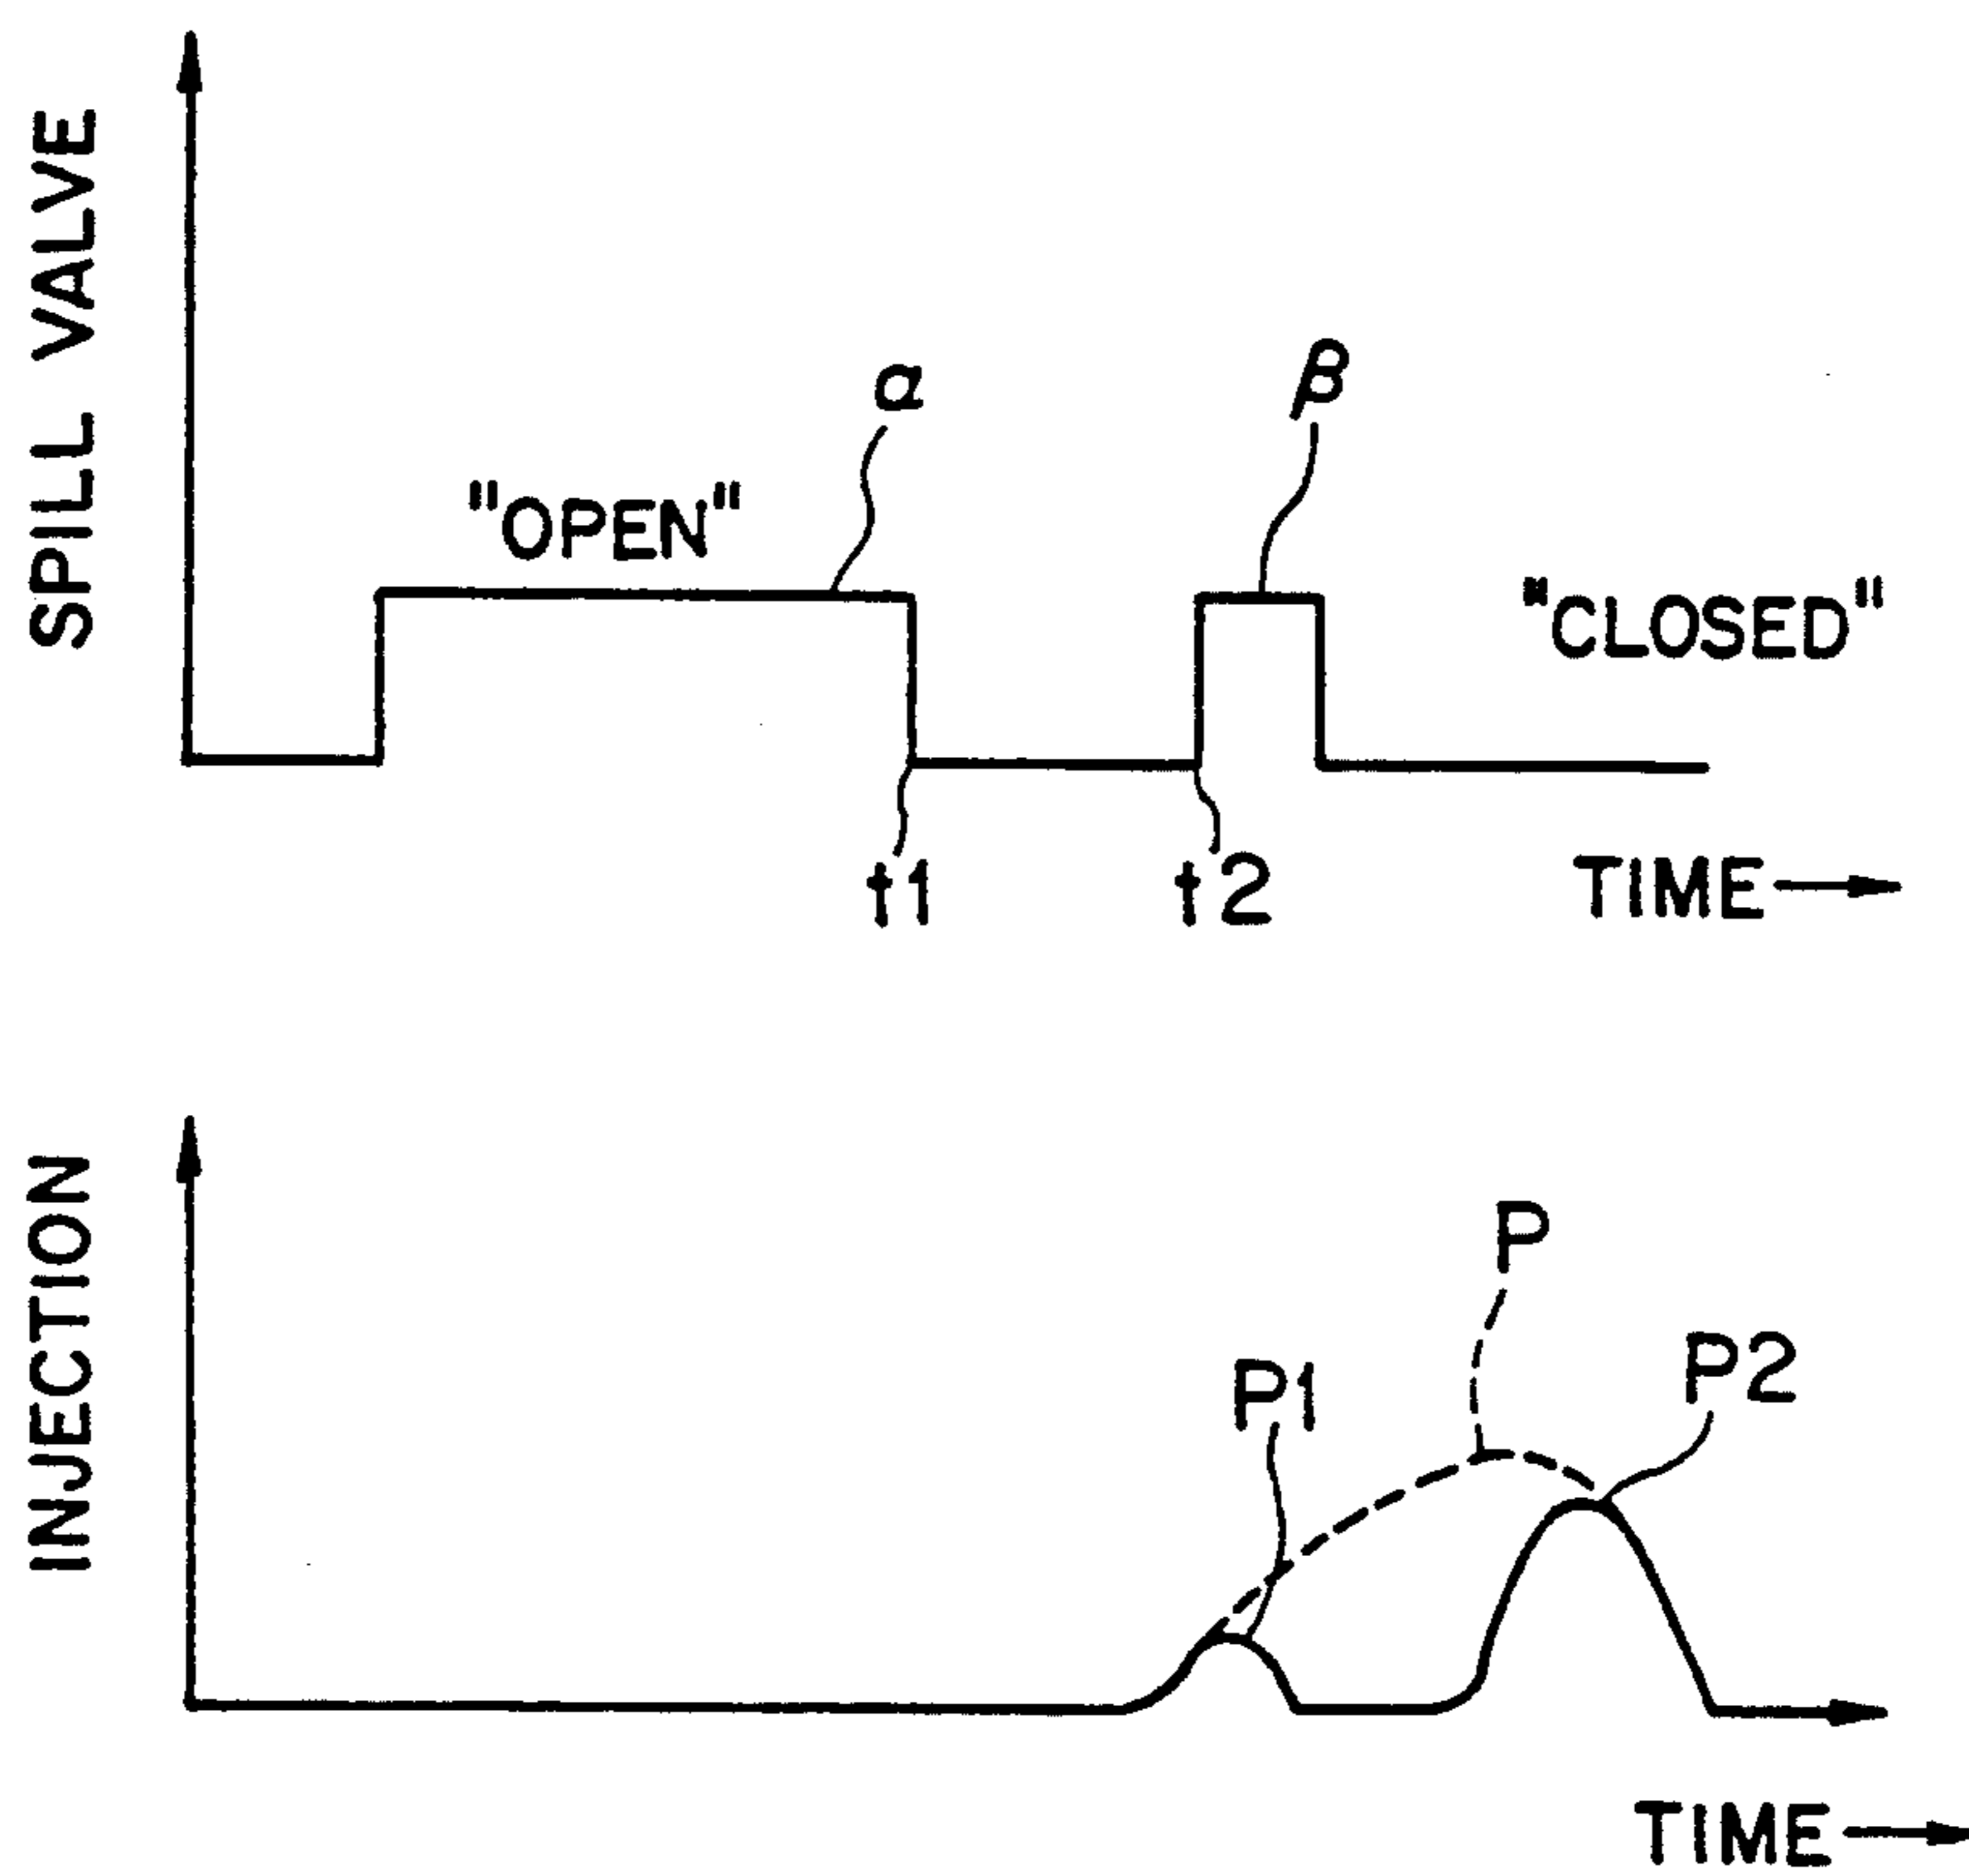 SPILL VALVE
α
β
"OPEN"
"CLOSED"
t1
t2
TIME
INJECTION
P
P1
P2
TIME